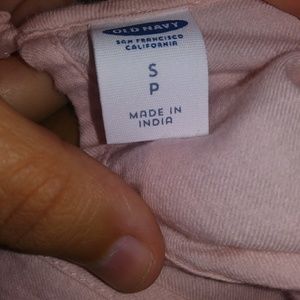 OLD NAVY
SAN FRANCISCO
CALIFORNIA
S
P
MADE IN
INDIA